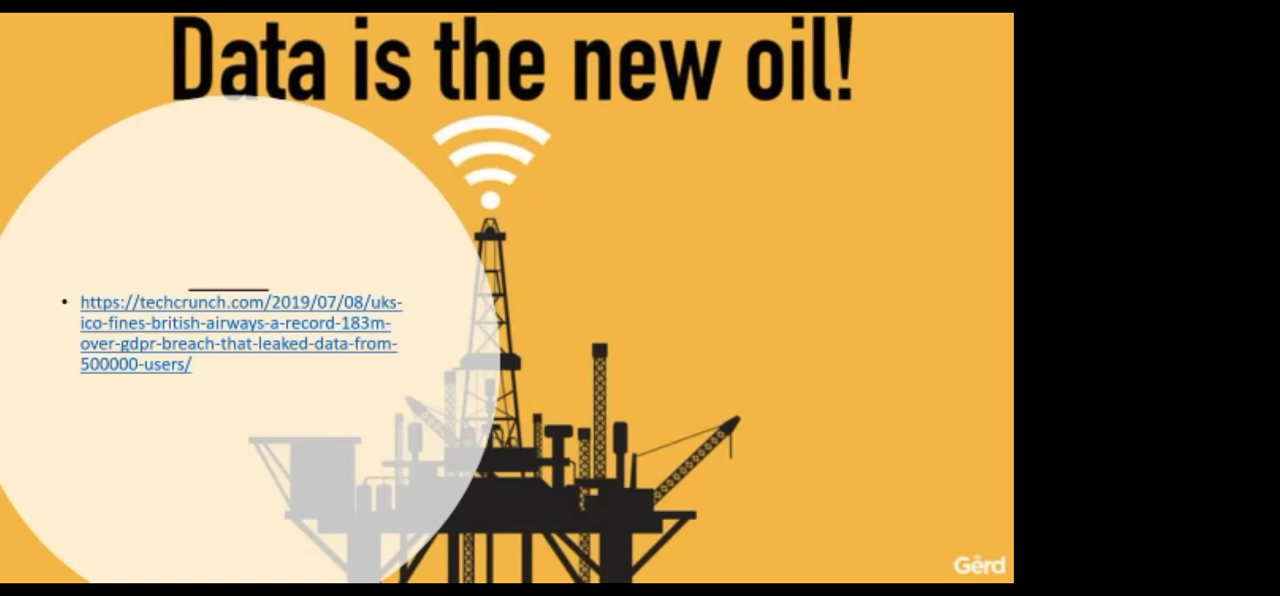 Data is the new oil!
• https://techcrunch.com/2019/07/08/uks-
ico-fines-british-airways-a-record-183m-
over-gdpr-breach-that-leaked-data-from-
500000-users/
Gerd